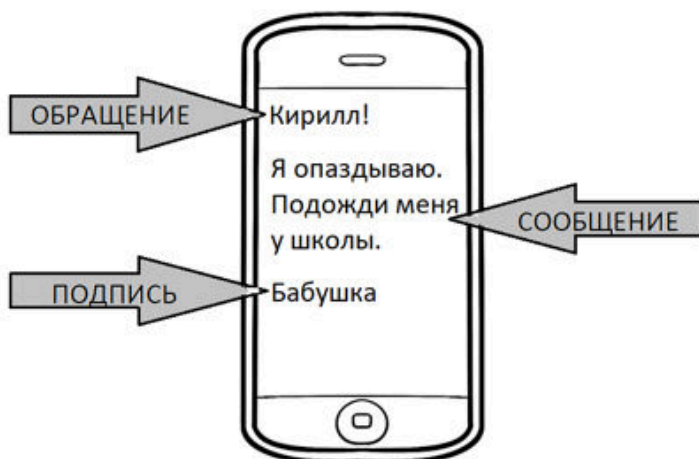 ОБРАЩЕНИЕ
Кирилл!
Я опаздываю.
Подожди меня
у школы.
СООБЩЕНИЕ
ПОДПИСЬ
Бабушка